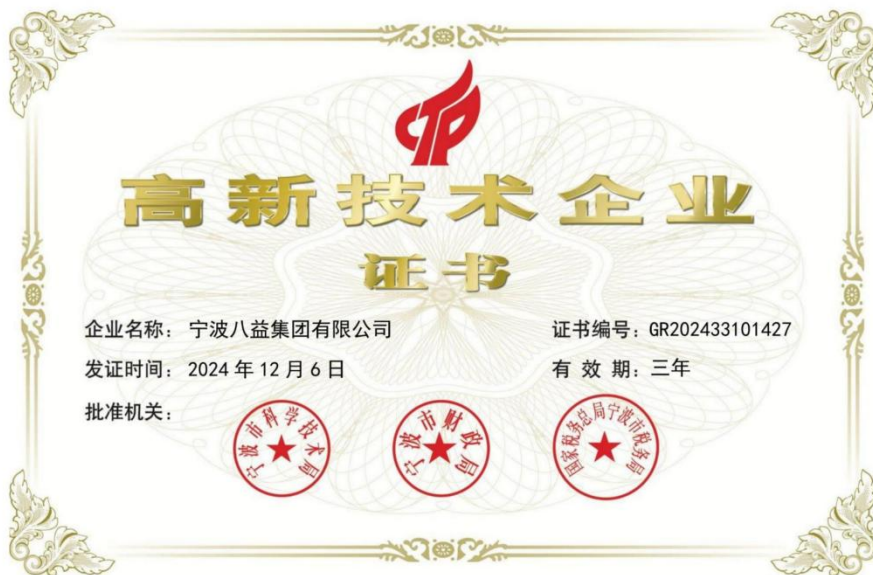 高新技术企业
证书
企业名称：宁波八益集团有限公司
证书编号：GR202433101427
发证时间：2024年12月6日
有效期：三年
批准机关：
宁波市科学技术局
宁波市财政局
国家税务总局宁波市税务局